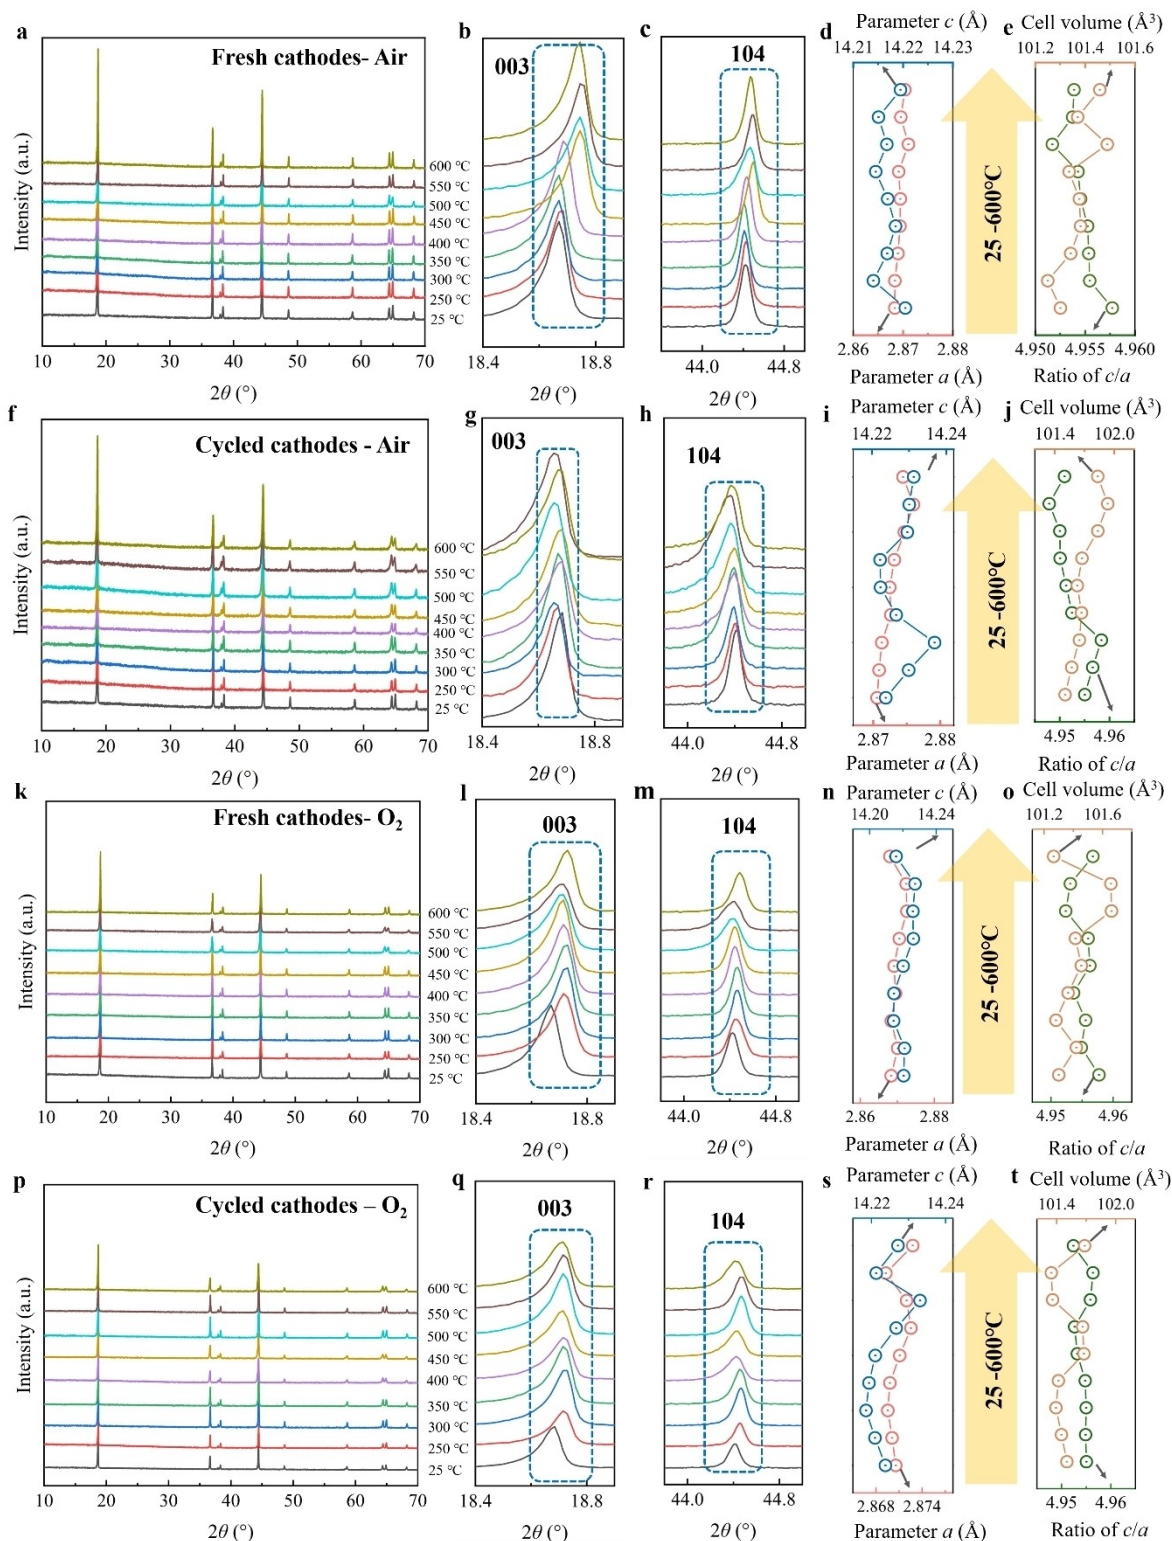 a
Fresh cathodes- Air
Intensity (a.u.)
600 ℃
550 ℃
500 ℃
450 ℃
400 ℃
350 ℃
300 ℃
250 ℃
25 ℃
10 20 30 40 50 60 70
2θ (°)
b
003
18.4 18.8
2θ (°)
c
104
44.0 44.8
2θ (°)
d
Parameter c (Å)
14.21 14.22 14.23
2.86 2.87 2.88
Parameter a (Å)
25 -600℃
e
Cell volume (Å³)
101.2 101.4 101.6
4.950 4.955 4.960
Ratio of c/a
f
Cycled cathodes - Air
Intensity (a.u.)
600 ℃
550 ℃
500 ℃
450 ℃
400 ℃
350 ℃
300 ℃
250 ℃
25 ℃
10 20 30 40 50 60 70
2θ (°)
g
003
18.4 18.8
2θ (°)
h
104
44.0 44.8
2θ (°)
i
Parameter c (Å)
14.22 14.24
2.87 2.88
Parameter a (Å)
25 -600℃
j
Cell volume (Å³)
101.4 102.0
4.95 4.96
Ratio of c/a
k
Fresh cathodes- O₂
Intensity (a.u.)
600 ℃
550 ℃
500 ℃
450 ℃
400 ℃
350 ℃
300 ℃
250 ℃
25 ℃
10 20 30 40 50 60 70
2θ (°)
l
003
18.4 18.8
2θ (°)
m
104
44.0 44.8
2θ (°)
n
Parameter c (Å)
14.20 14.24
2.86 2.88
Parameter a (Å)
25 -600℃
o
Cell volume (Å³)
101.2 101.6
4.95 4.96
Ratio of c/a
p
Cycled cathodes – O₂
Intensity (a.u.)
600 ℃
550 ℃
500 ℃
450 ℃
400 ℃
350 ℃
300 ℃
250 ℃
25 ℃
10 20 30 40 50 60 70
2θ (°)
q
003
18.4 18.8
2θ (°)
r
104
44.0 44.8
2θ (°)
s
Parameter c (Å)
14.22 14.24
2.868 2.874
Parameter a (Å)
25 -600℃
t
Cell volume (Å³)
101.4 102.0
4.95 4.96
Ratio of c/a